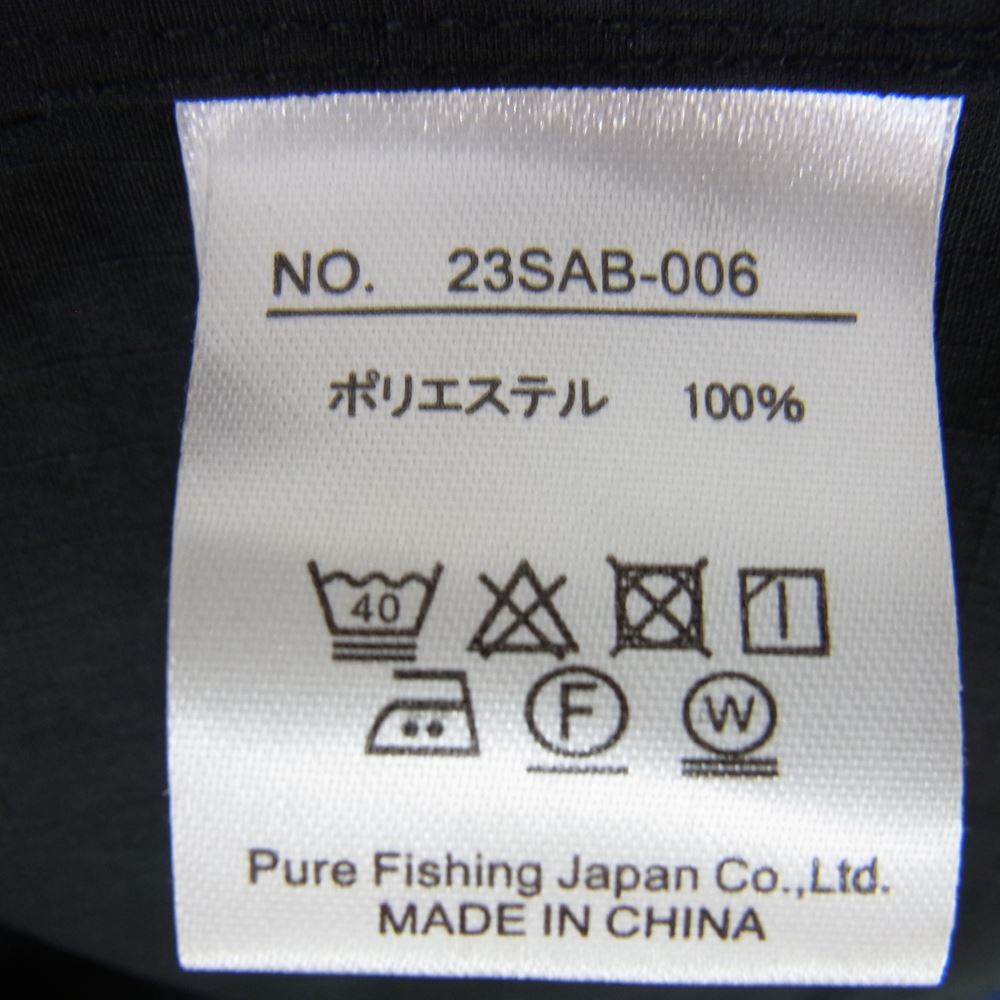 NO. 23SAB-006
ポリエステル 100%
40
F W
Pure Fishing Japan Co.,Ltd.
MADE IN CHINA